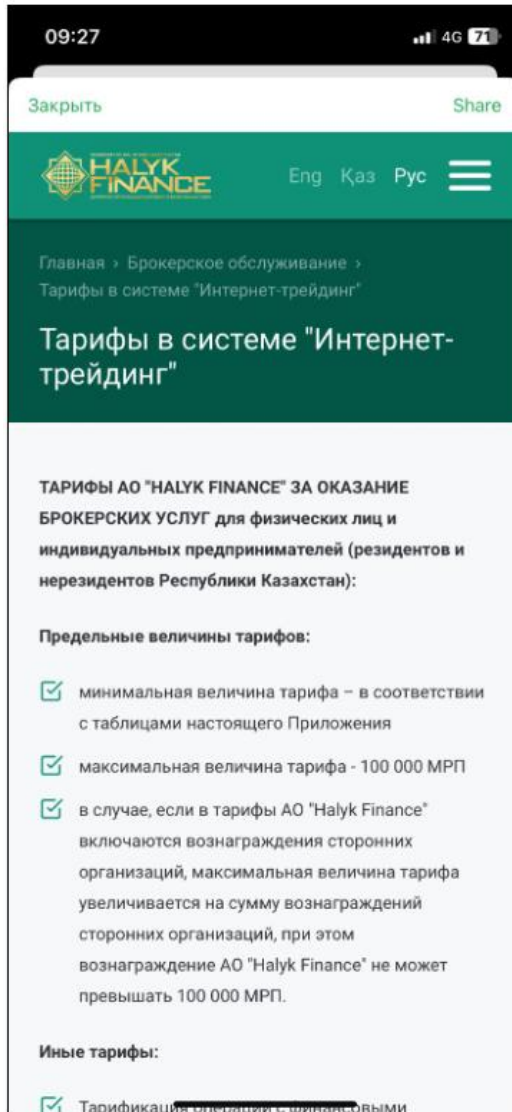 09:27
4G 71
Закрыть
Share
HALYK
FINANCE
Eng Қаз Рус
Главная › Брокерское обслуживание ›
Тарифы в системе "Интернет-трейдинг"
Тарифы в системе "Интернет-
трейдинг"
ТАРИФЫ АО "HALYK FINANCE" ЗА ОКАЗАНИЕ
БРОКЕРСКИХ УСЛУГ для физических лиц и
индивидуальных предпринимателей (резидентов и
нерезидентов Республики Казахстан):
Предельные величины тарифов:
минимальная величина тарифа – в соответствии
с таблицами настоящего Приложения
максимальная величина тарифа - 100 000 МРП
в случае, если в тарифы АО "Halyk Finance"
включаются вознаграждения сторонних
организаций, максимальная величина тарифа
увеличивается на сумму вознаграждений
сторонних организаций, при этом
вознаграждение АО "Halyk Finance" не может
превышать 100 000 МРП.
Иные тарифы:
Тарификация операций с финансовыми